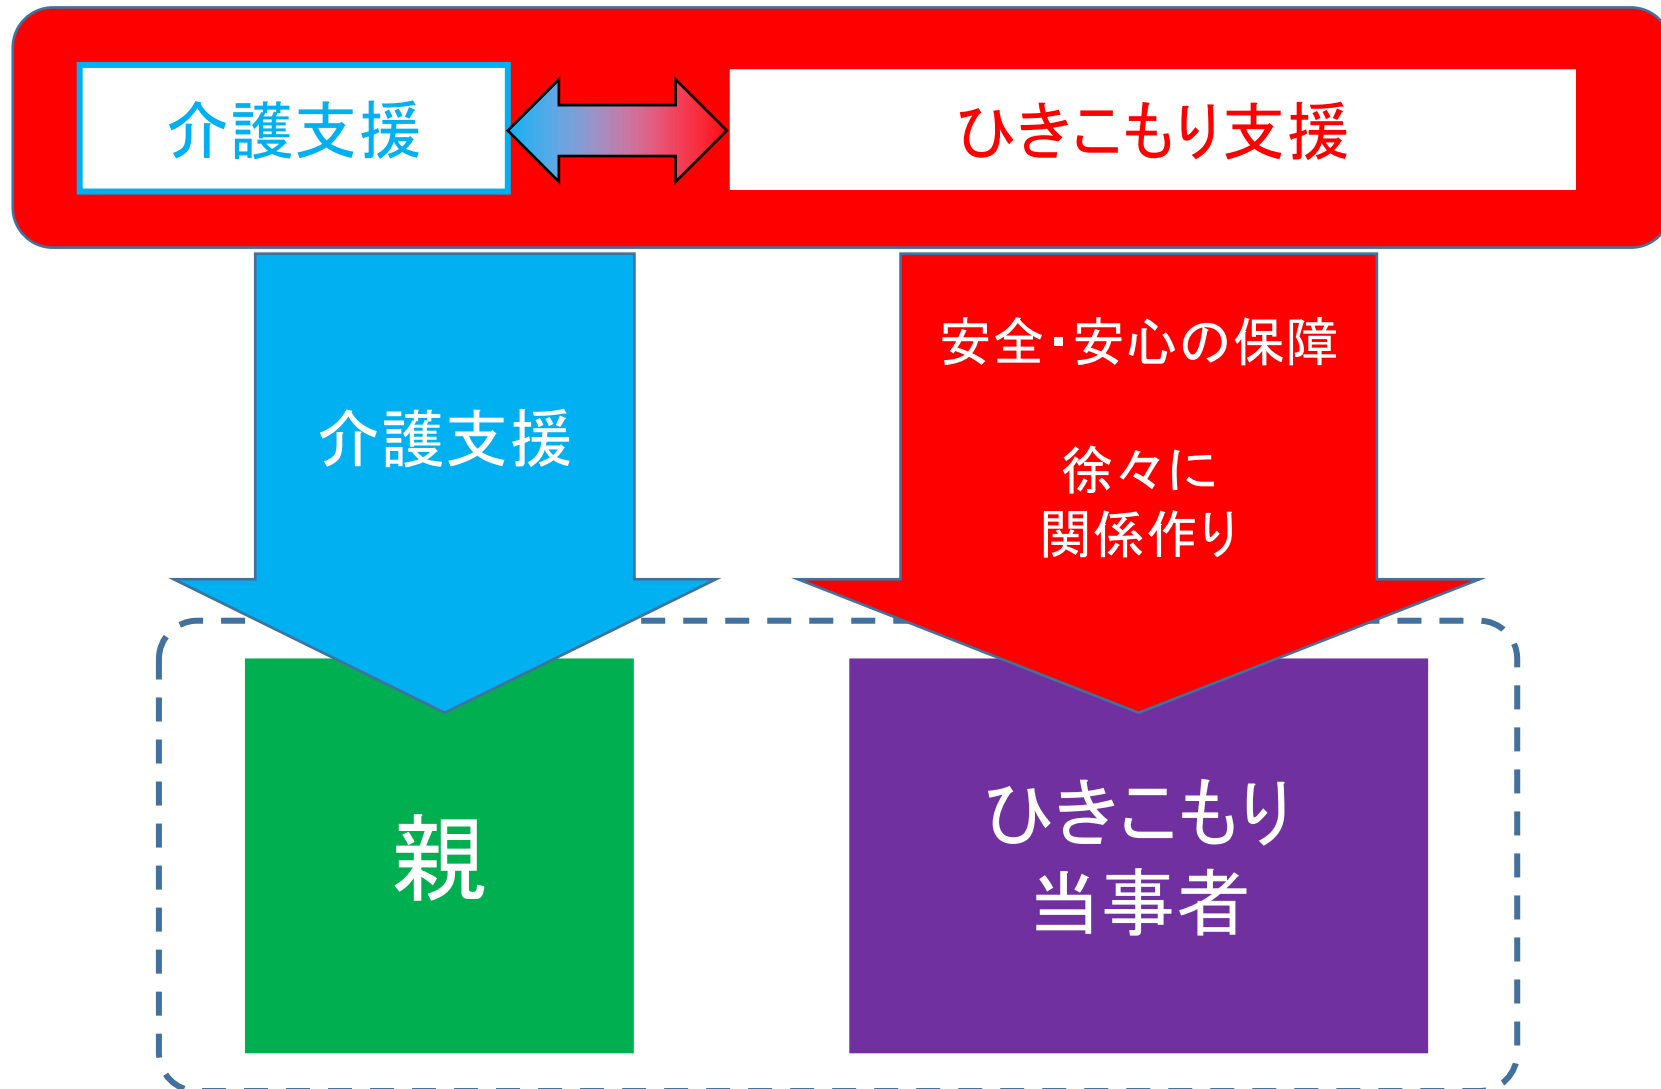 介護支援
ひきこもり支援
介護支援
安全・安心の保障
徐々に
関係作り
親
ひきこもり
当事者